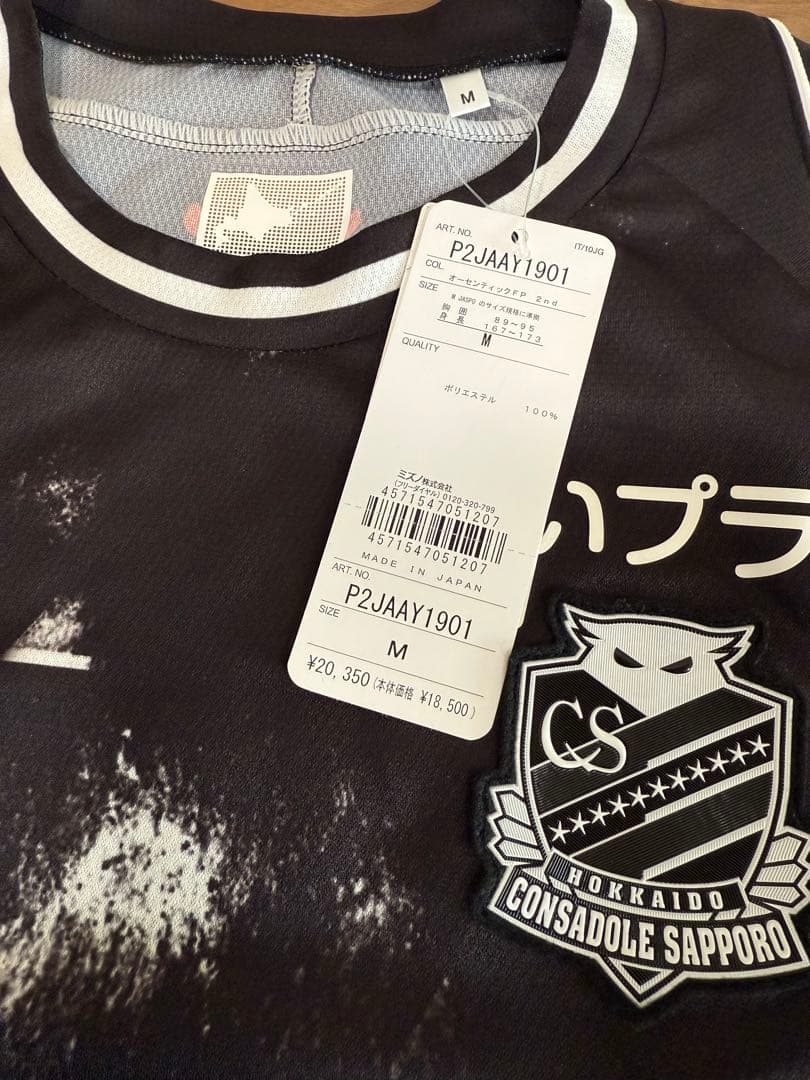 M
ART. NO.
IT/10JG
P2JAAY1901
COL.
オーセンティックFP 2nd
SIZE
M JASPO のサイズ規格に準拠
胸囲 89~95
身長 167~173
M
QUALITY
ポリエステル 100%
ミズノ株式会社
(フリーダイヤル) 0120-320-799
4571547051207
4571547051207
MADE IN JAPAN
ART. NO.
P2JAAY1901
SIZE
M
¥20,350 (本体価格 ¥18,500)
いプラ
CS
HOKKAIDO
CONSADOLE SAPPORO